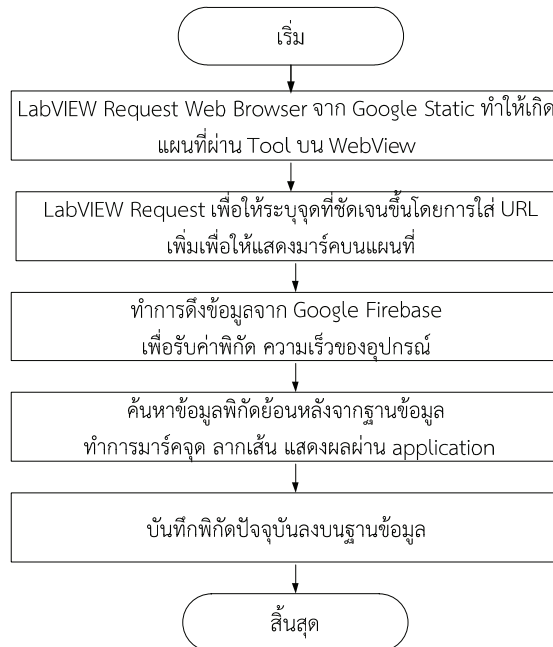 เริ่ม
LabVIEW Request Web Browser จาก Google Static ทำให้เกิด
แผนที่ผ่าน Tool บน WebView
LabVIEW Request เพื่อให้ระบุจุดที่ชัดเจนขึ้นโดยการใส่ URL
เพิ่มเพื่อให้แสดงมาร์คบนแผนที่
ทำการดึงข้อมูลจาก Google Firebase
เพื่อรับค่าพิกัด ความเร็วของอุปกรณ์
ค้นหาข้อมูลพิกัดย้อนหลังจากฐานข้อมูล
ทำการมาร์คจุด ลากเส้น แสดงผลผ่าน application
บันทึกพิกัดปัจจุบันลงบนฐานข้อมูล
สิ้นสุด